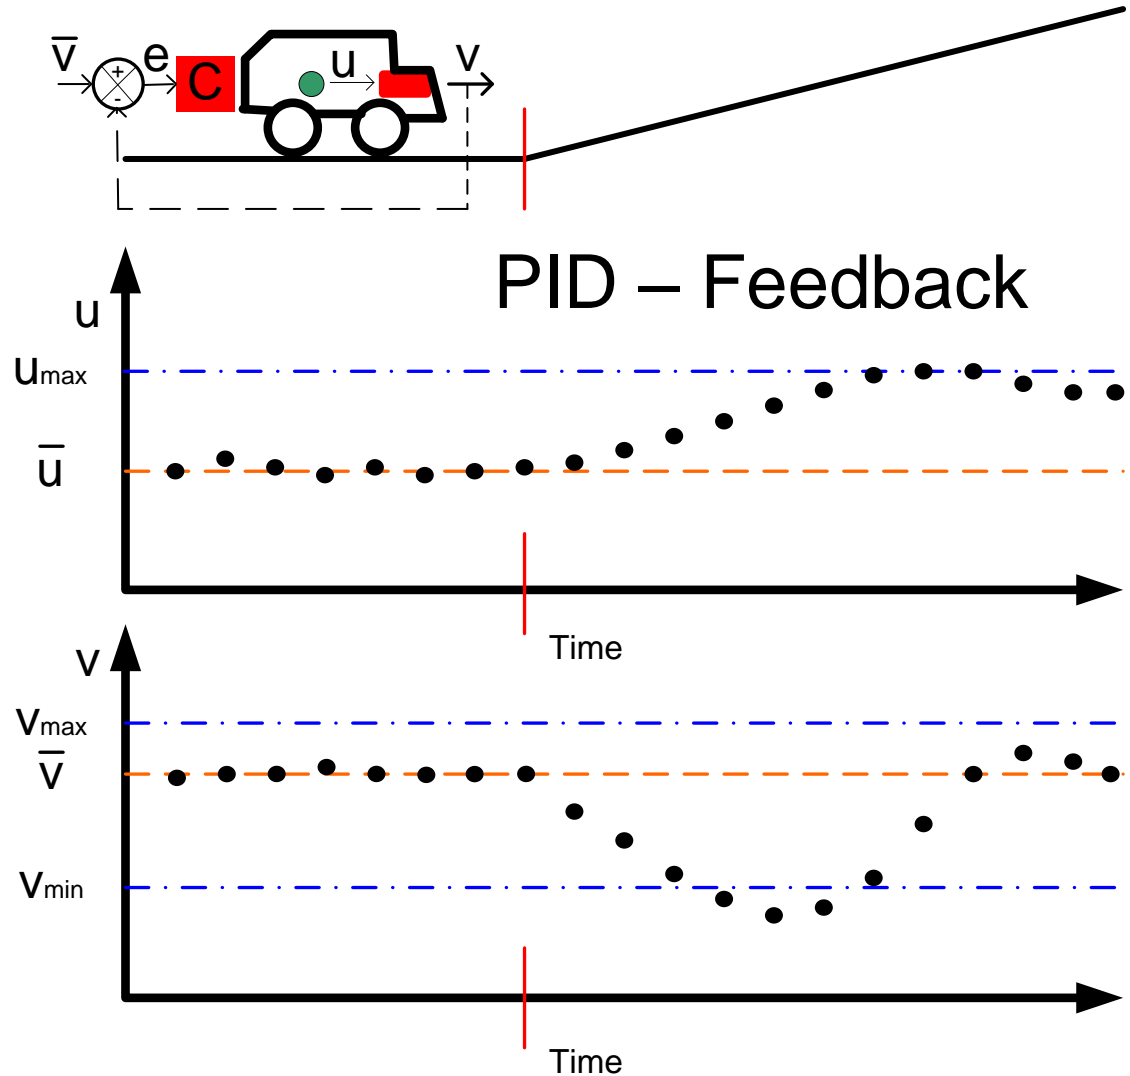 v̅ + - e C u v
PID – Feedback
u
umax
u̅
Time
v
vmax
v̅
vmin
Time